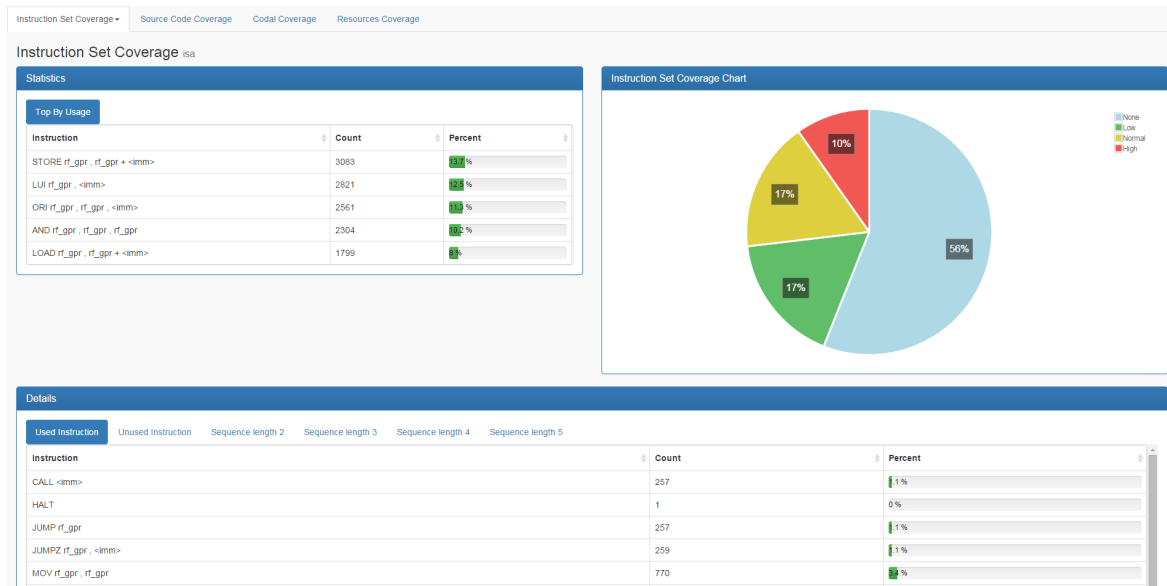 Instruction Set Coverage Source Code Coverage Codal Coverage Resources Coverage
Instruction Set Coverage isa
Statistics
Top By Usage
Instruction Count Percent
STORE rf_gpr , rf_gpr + <imm> 3083 13.7 %
LUI rf_gpr , <imm> 2821 12.5 %
ORI rf_gpr , rf_gpr , <imm> 2561 11.3 %
AND rf_gpr , rf_gpr , rf_gpr 2304 10.2 %
LOAD rf_gpr , rf_gpr + <imm> 1799 8 %
Instruction Set Coverage Chart
10%
17%
56%
17%
None
Low
Normal
High
Details
Used Instruction Unused Instruction Sequence length 2 Sequence length 3 Sequence length 4 Sequence length 5
Instruction Count Percent
CALL <imm> 257 1.1 %
HALT 1 0 %
JUMP rf_gpr 257 1.1 %
JUMPZ rf_gpr , <imm> 259 1.1 %
MOV rf_gpr , rf_gpr 770 3.4 %